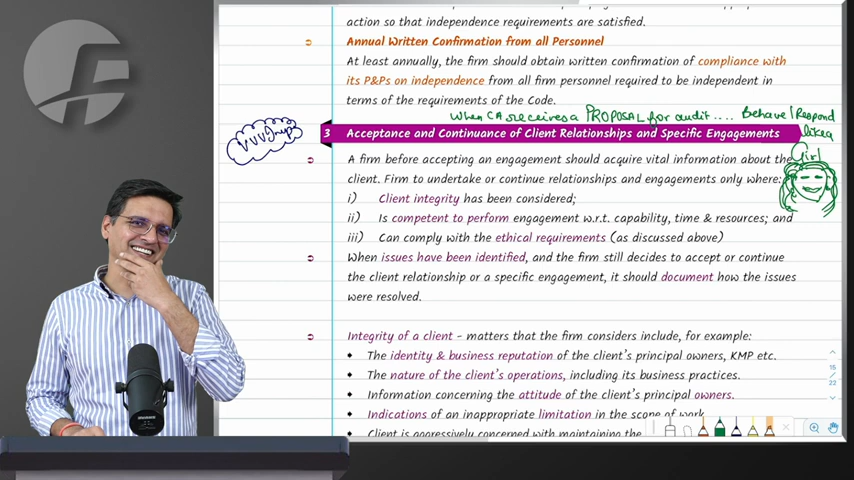 action so that independence requirements are satisfied.
Annual Written Confirmation from all Personnel
At least annually, the firm should obtain written confirmation of compliance with
its P&Ps on independence from all firm personnel required to be independent in
terms of the requirements of the Code.
When CA receives a PROPOSAL for audit.... Behave / Respond
like a
Girl
VVVV Imp
3 Acceptance and Continuance of Client Relationships and Specific Engagements
A firm before accepting an engagement should acquire vital information about the
client. Firm to undertake or continue relationships and engagements only where:
i) Client integrity has been considered;
ii) Is competent to perform engagement w.r.t. capability, time & resources; and
iii) Can comply with the ethical requirements (as discussed above)
When issues have been identified, and the firm still decides to accept or continue
the client relationship or a specific engagement, it should document how the issues
were resolved.
Integrity of a client - matters that the firm considers include, for example:
The identity & business reputation of the client's principal owners, KMP etc.
The nature of the client's operations, including its business practices.
Information concerning the attitude of the client's principal owners.
Indications of an inappropriate limitation in the scope of work
Client is aggressively concerned with maintaining the
15
/
22